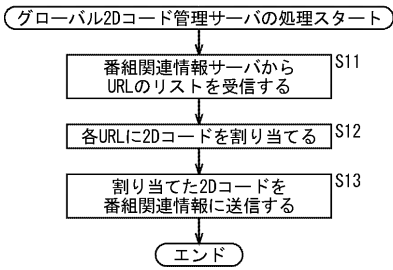 グローバル2Dコード管理サーバの処理スタート
番組関連情報サーバから
URLのリストを受信する
S11
各URLに2Dコードを割り当てる
S12
割り当てた2Dコードを
番組関連情報に送信する
S13
エンド